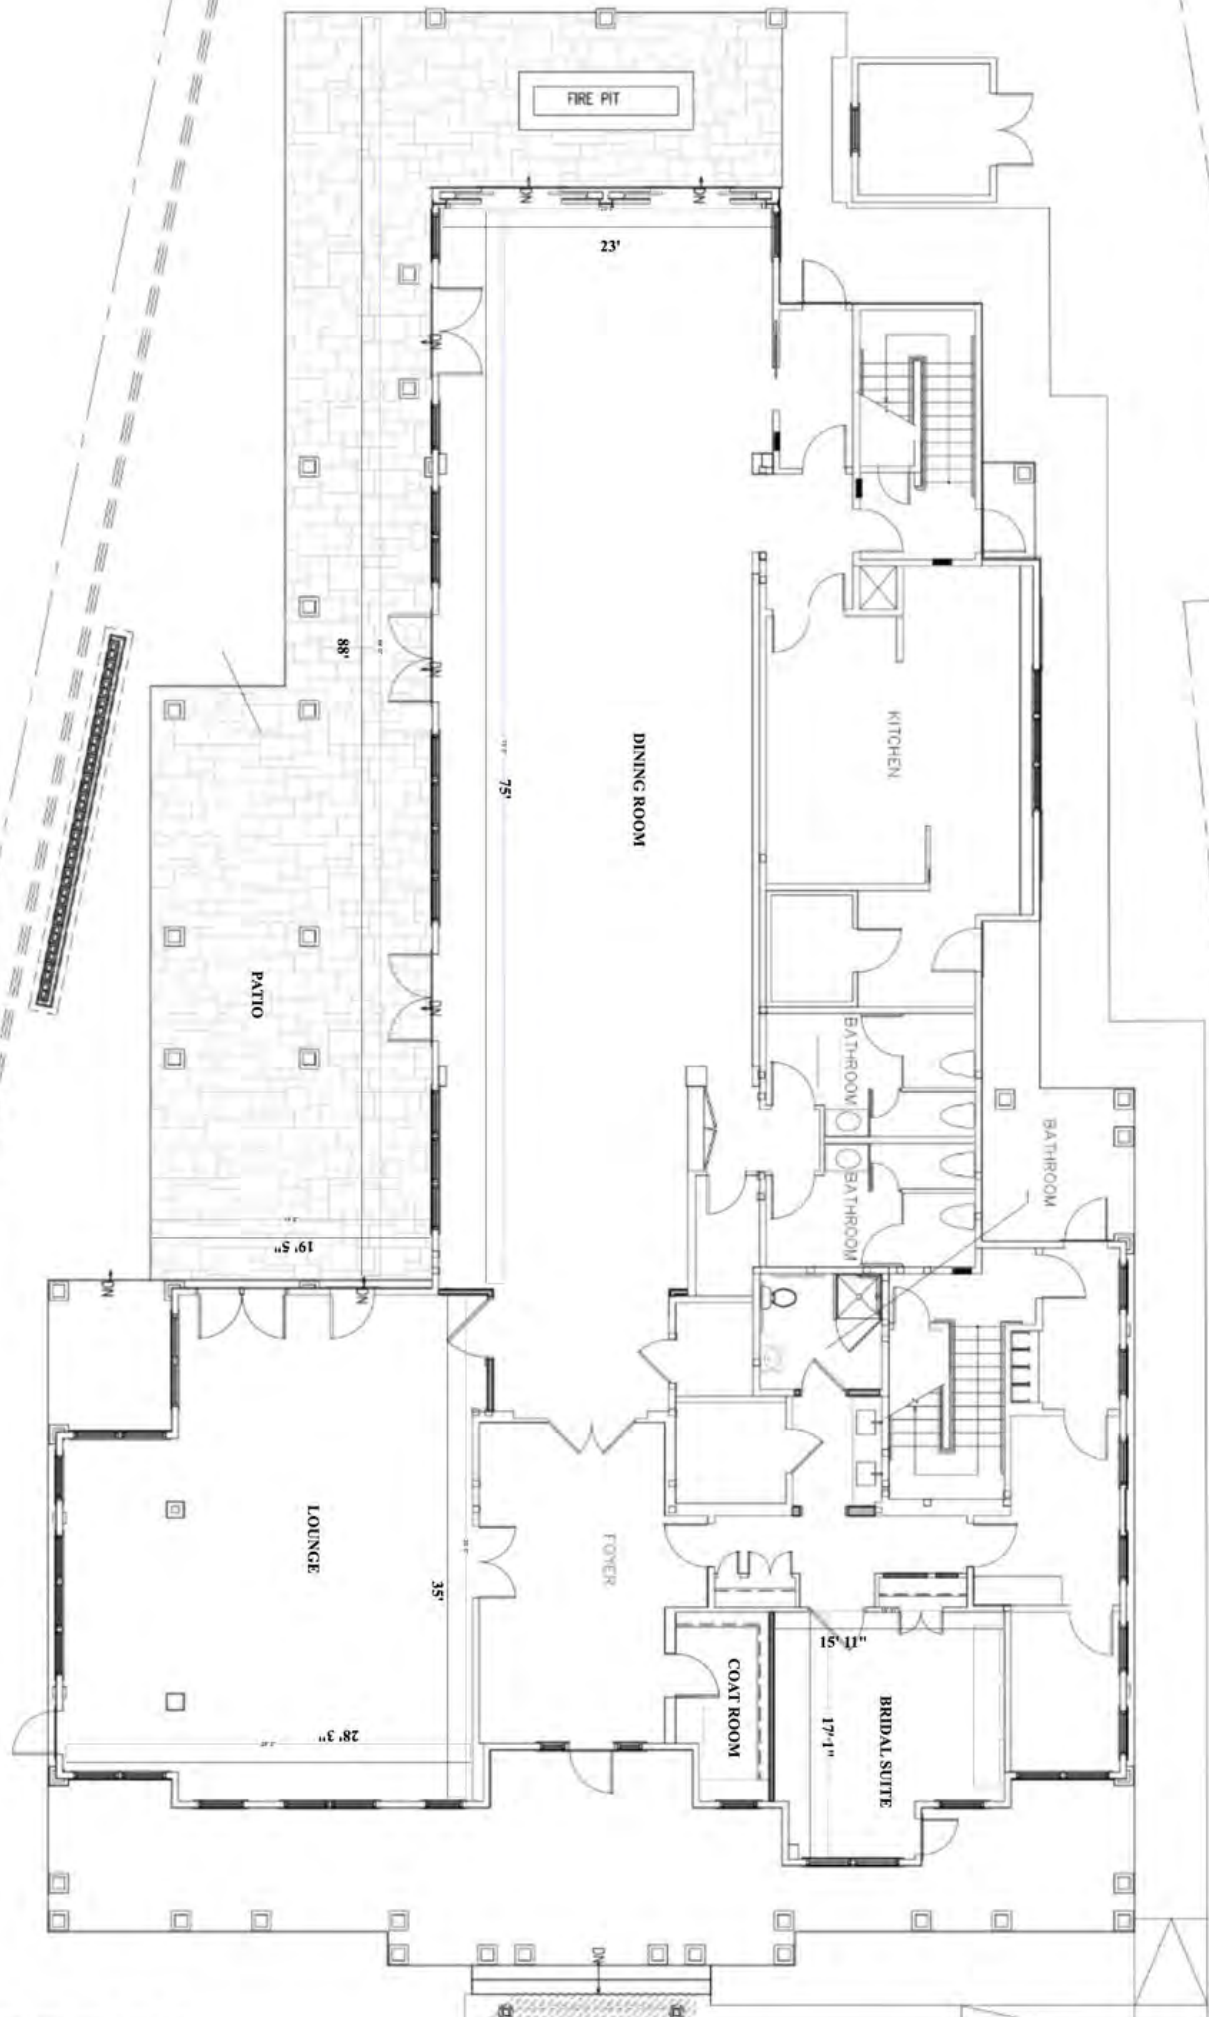 FIRE PIT
DN
DN
23'
DN
88'
DN
KITCHEN
DINING ROOM
75'
PATIO
DN
BATHROOM
BATHROOM
BATHROOM
19' 5"
DN
DN
LOUNGE
FOYER
35'
15' 11"
COAT ROOM
BRIDAL SUITE
17'-1"
28' 3"
DN